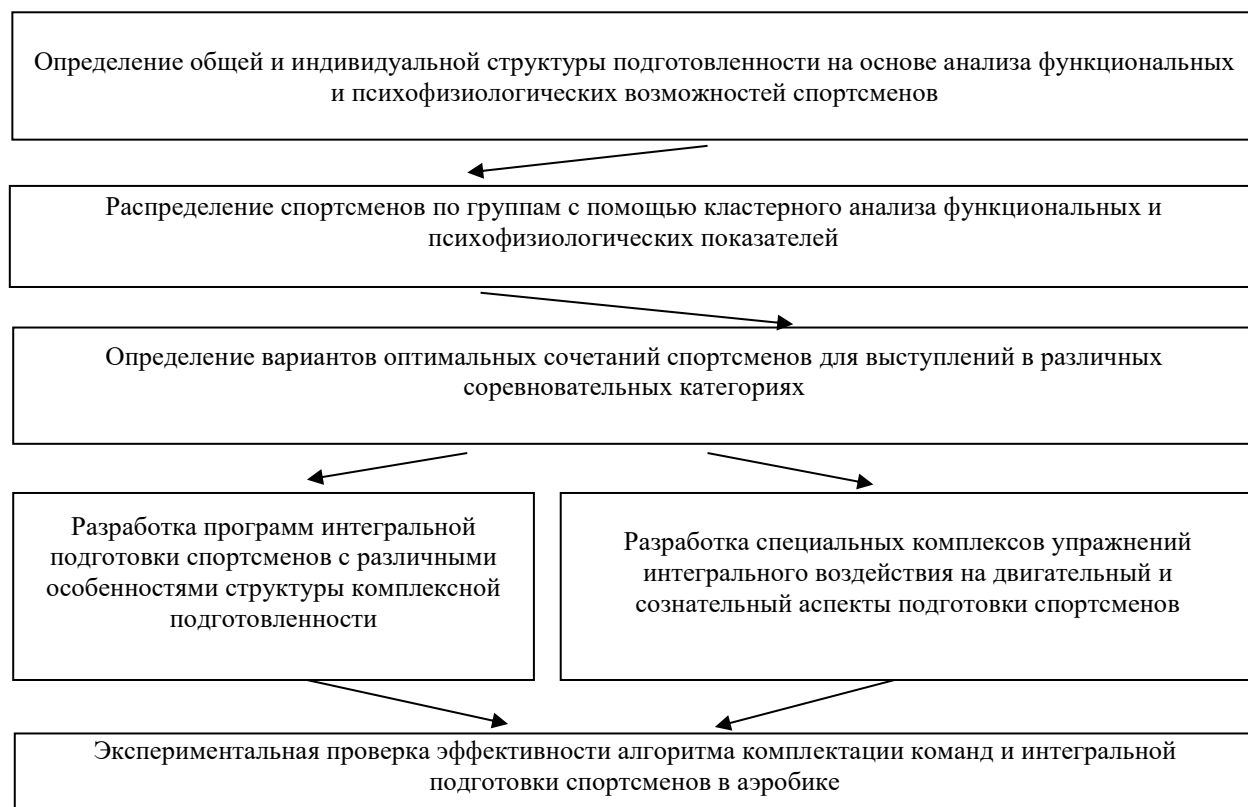 Определение общей и индивидуальной структуры подготовленности на основе анализа функциональных
и психофизиологических возможностей спортсменов
Распределение спортсменов по группам с помощью кластерного анализа функциональных и
психофизиологических показателей
Определение вариантов оптимальных сочетаний спортсменов для выступлений в различных
соревновательных категориях
Разработка программ интегральной
подготовки спортсменов с различными
особенностями структуры комплексной
подготовленности
Разработка специальных комплексов упражнений
интегрального воздействия на двигательный и
сознательный аспекты подготовки спортсменов
Экспериментальная проверка эффективности алгоритма комплектации команд и интегральной
подготовки спортсменов в аэробике